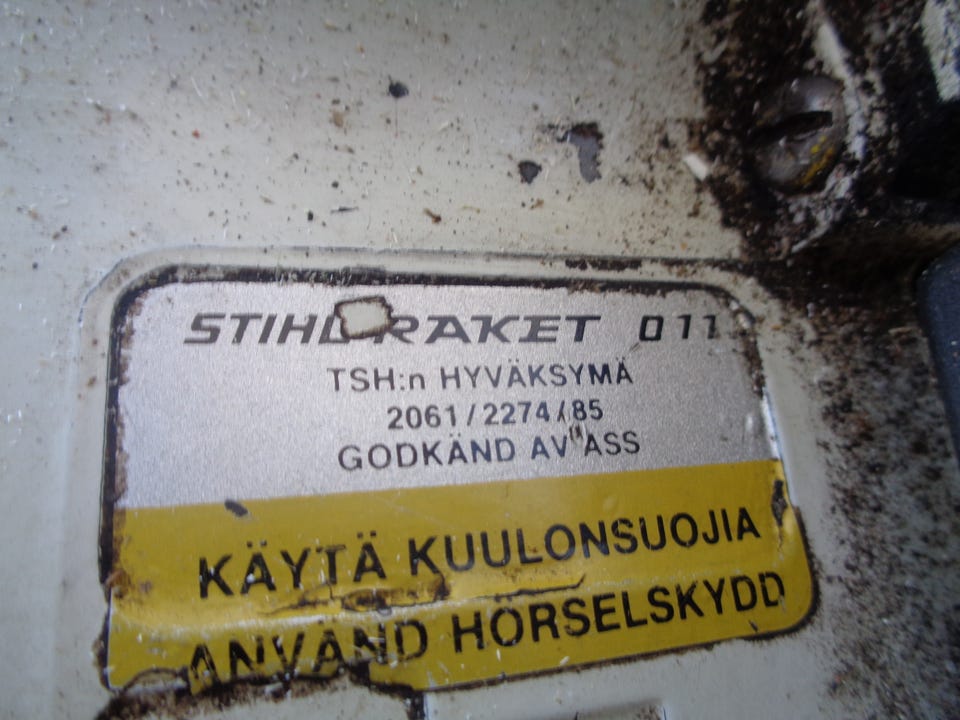 STIHL RAKET 011
TSH:n HYVÄKSYMÄ
2061/2274/85
GODKÄND AV ASS
KÄYTÄ KUULONSUOJIA
ANVÄND HÖRSELSKYDD